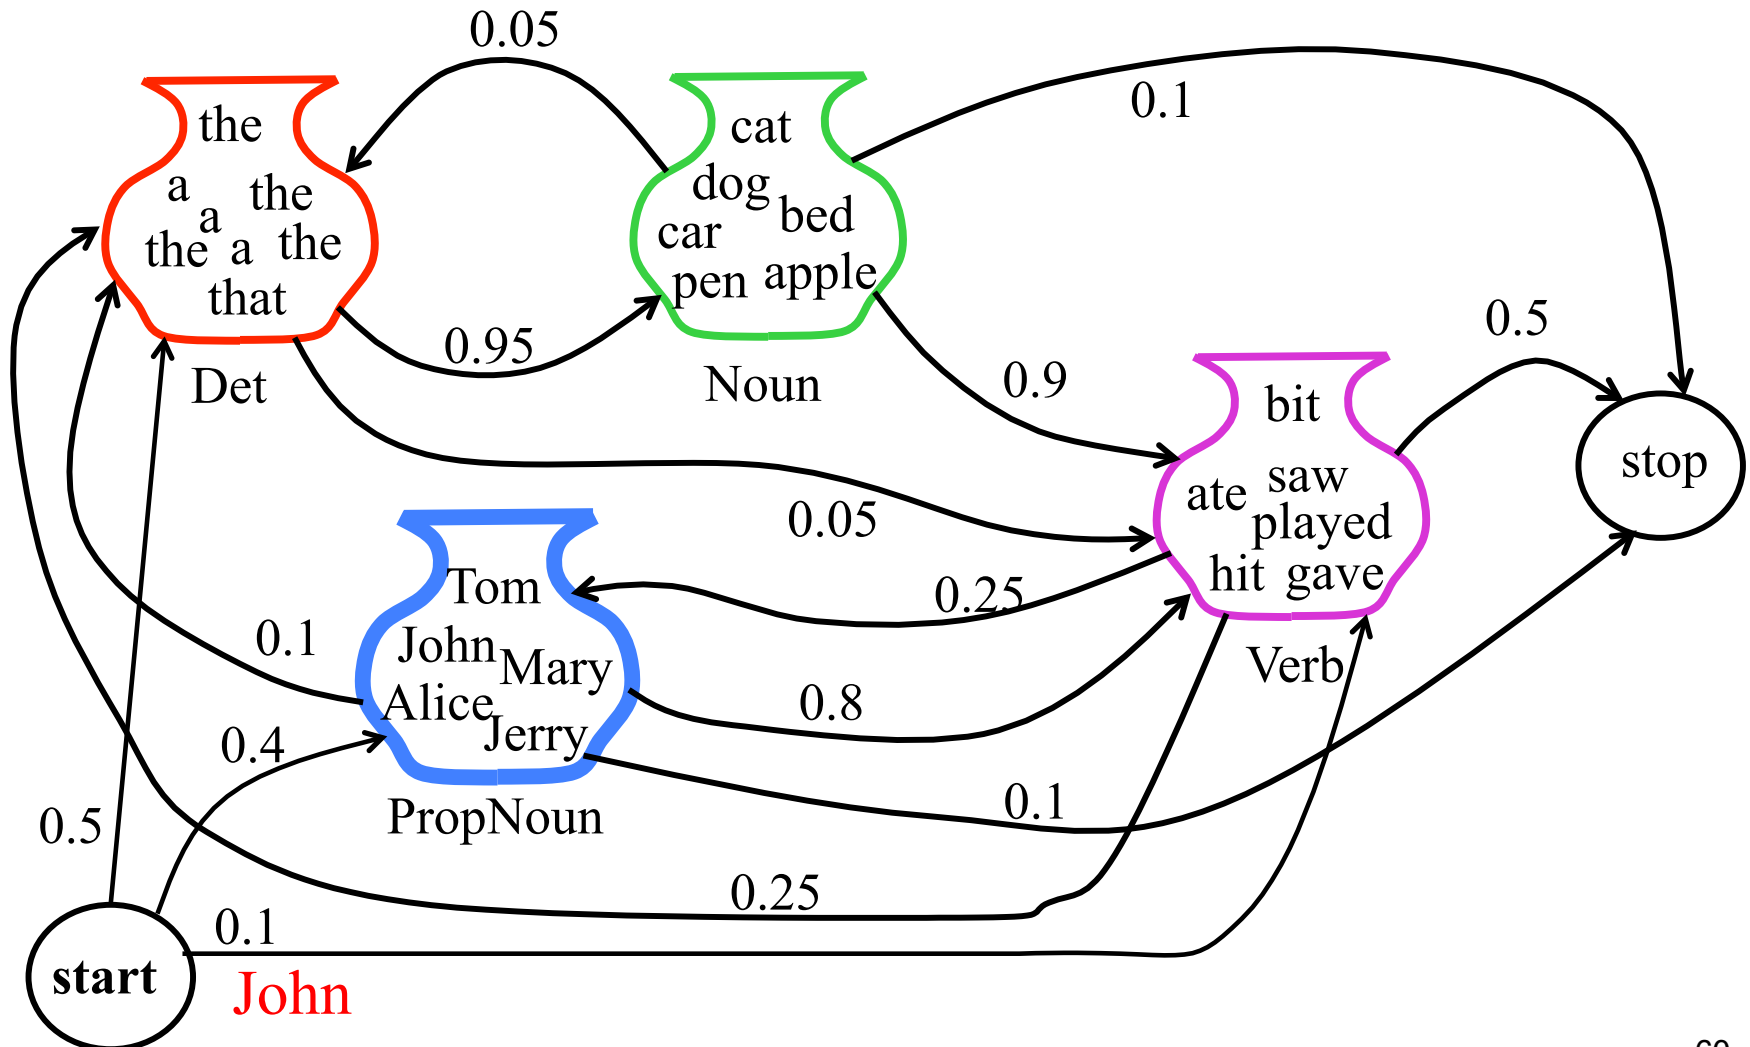 0.05
0.1
the
a the
a
the a the
that
Det
cat
dog
bed
car
pen apple
Noun
0.95
0.9
0.5
bit
saw
ate
played
hit gave
Verb
stop
0.05
0.25
Tom
John
Mary
Alice
Jerry
PropNoun
0.1
0.8
0.4
0.1
0.5
0.25
0.1
start
John